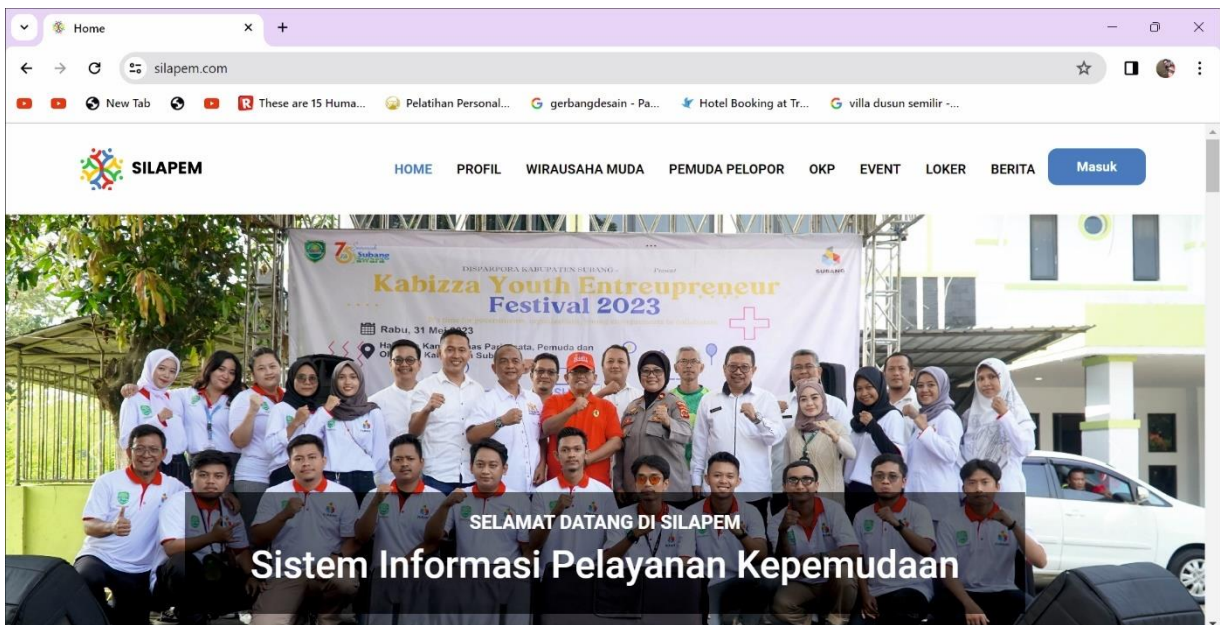 Home
silapem.com
New Tab
These are 15 Huma...
Pelatihan Personal...
gerbangdesain - Pa...
Hotel Booking at Tr...
villa dusun semilir -...
SILAPEM
HOME PROFIL WIRAUSAHA MUDA PEMUDA PELOPOR OKP EVENT LOKER BERITA Masuk
Subang
SUBANG
DISPARPORA KABUPATEN SUBANG
Kabizza Youth Entreupreneur
Festival 2023
Rabu, 31 Mei 2023
SELAMAT DATANG DI SILAPEM
Sistem Informasi Pelayanan Kepemudaan